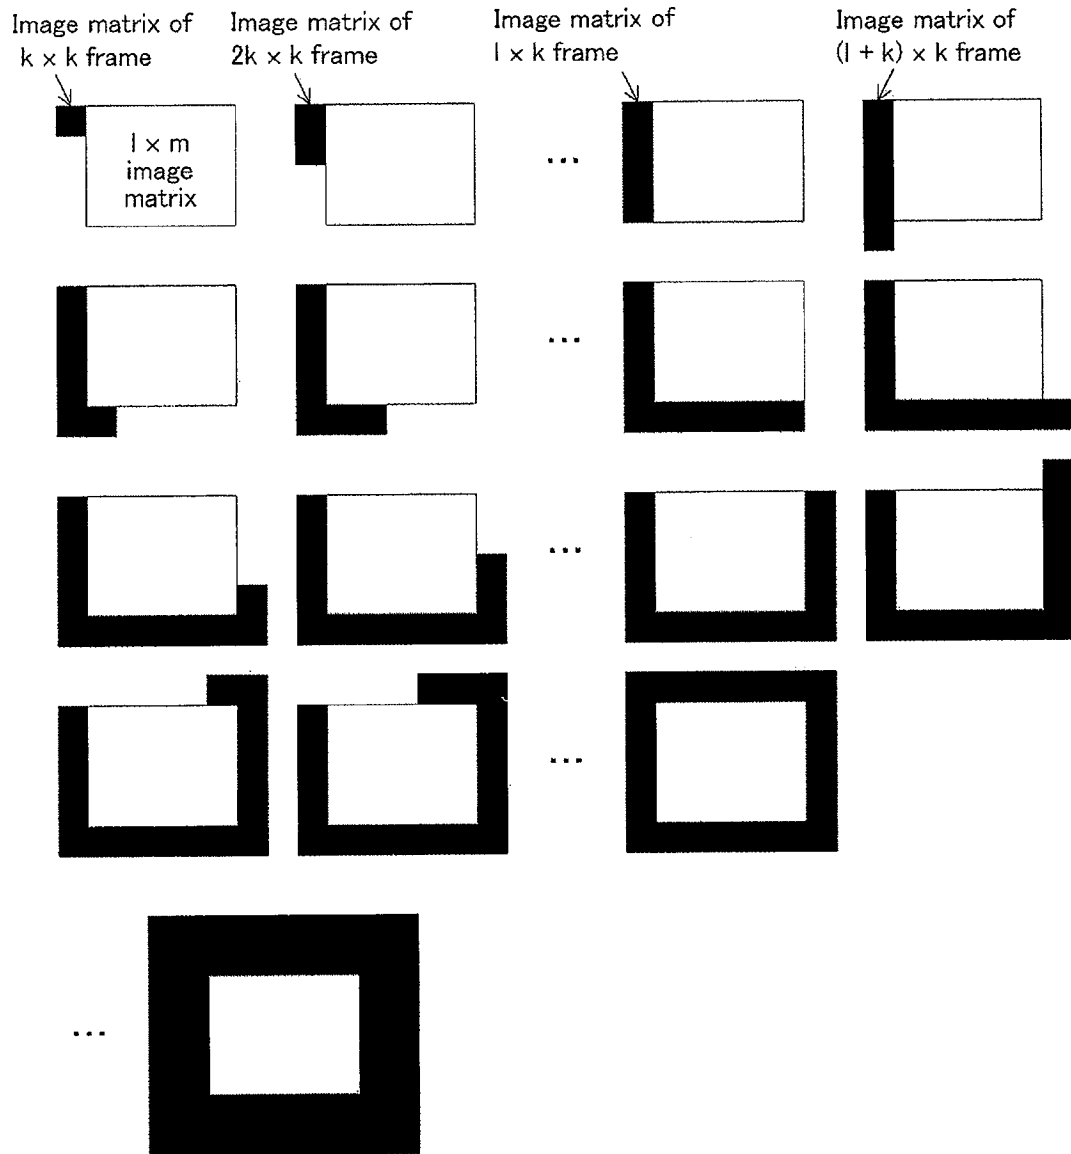 Image matrix of
k × k frame
Image matrix of
2k × k frame
Image matrix of
l × k frame
Image matrix of
(l + k) × k frame
l × m
image
matrix
...
...
...
...
...